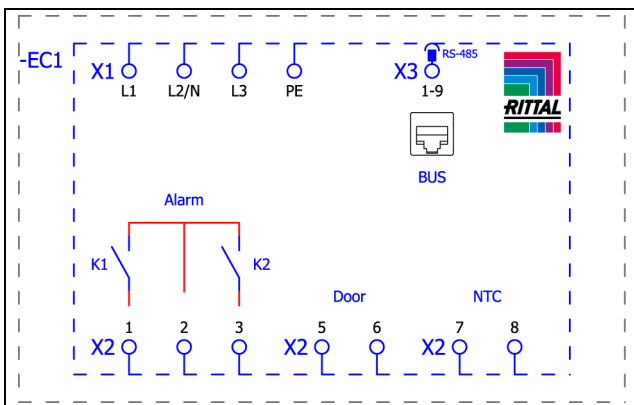 -EC1
X1 L1 L2/N L3 PE
X3 1-9 RS-485
RITTAL
BUS
Alarm
K1 K2
Door NTC
X2 1 2 3 X2 5 6 X2 7 8